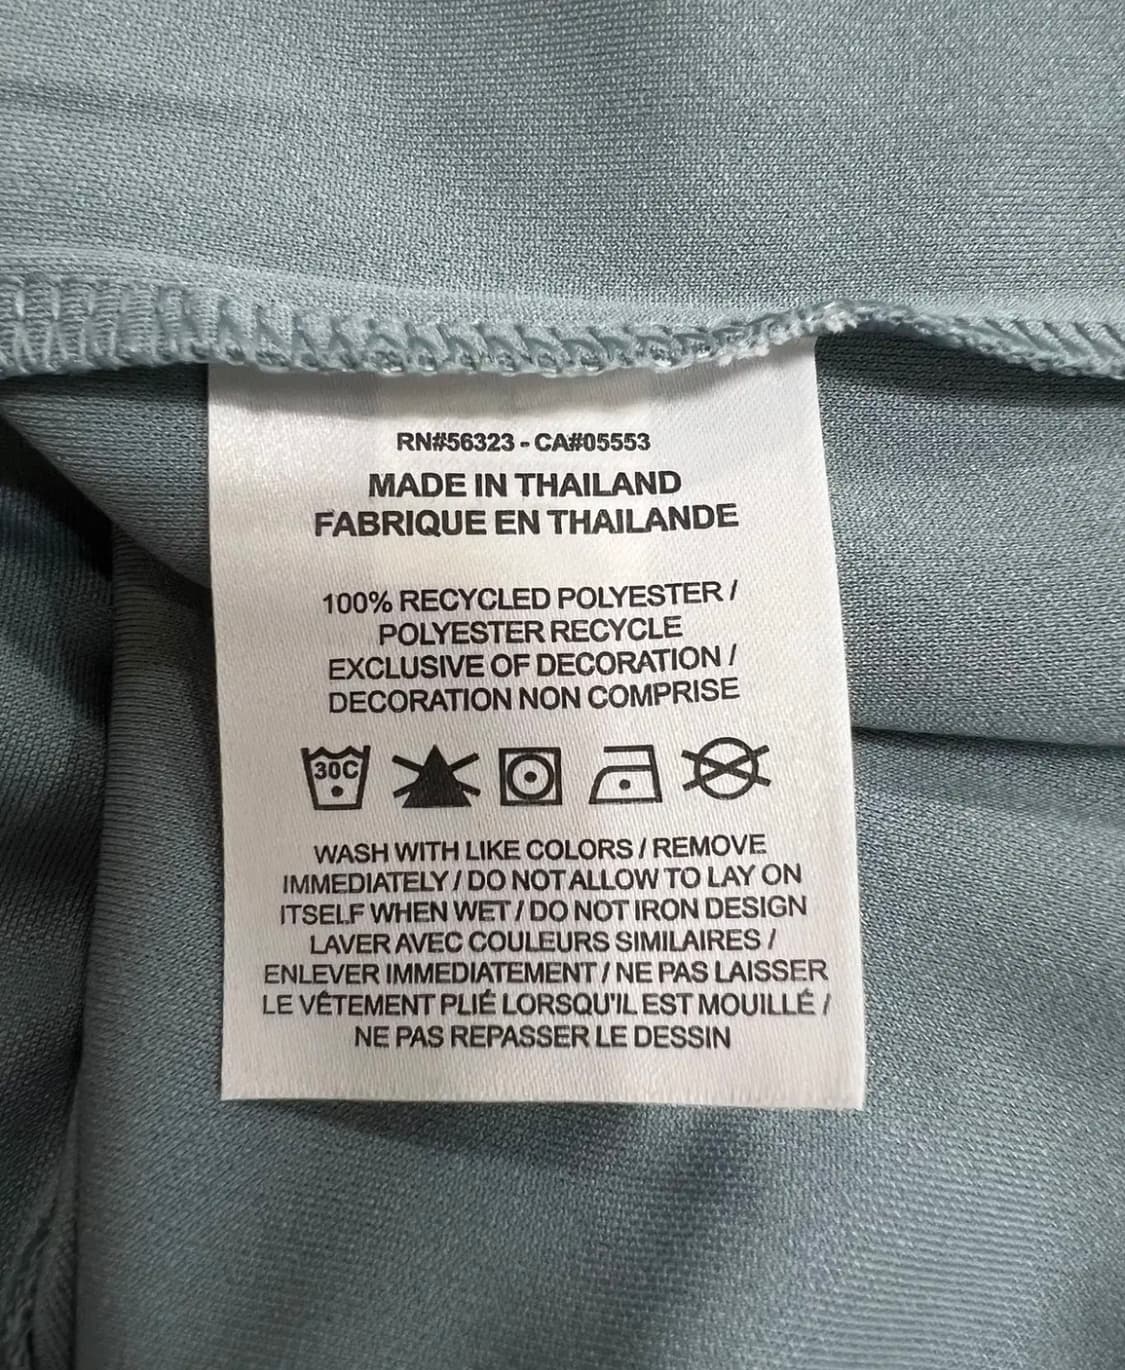 RN#56323 - CA#05553
MADE IN THAILAND
FABRIQUE EN THAILANDE
100% RECYCLED POLYESTER /
POLYESTER RECYCLE
EXCLUSIVE OF DECORATION /
DECORATION NON COMPRISE
30C
WASH WITH LIKE COLORS / REMOVE
IMMEDIATELY / DO NOT ALLOW TO LAY ON
ITSELF WHEN WET / DO NOT IRON DESIGN
LAVER AVEC COULEURS SIMILAIRES /
ENLEVER IMMEDIATEMENT / NE PAS LAISSER
LE VÊTEMENT PLIÉ LORSQU'IL EST MOUILLÉ /
NE PAS REPASSER LE DESSIN